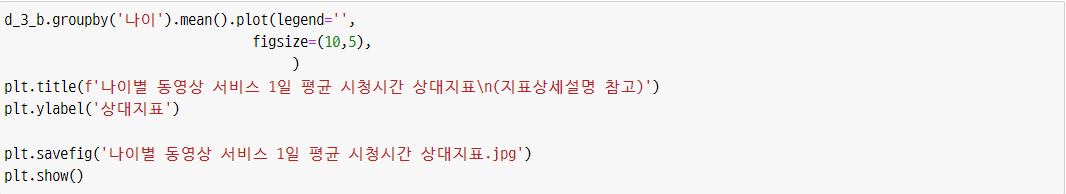 d_3_b.groupby('나이').mean().plot(legend='',
figsize=(10,5),
)
plt.title(f'나이별 동영상 서비스 1일 평균 시청시간 상대지표\n(지표상세설명 참고)')
plt.ylabel('상대지표')
plt.savefig('나이별 동영상 서비스 1일 평균 시청시간 상대지표.jpg')
plt.show()